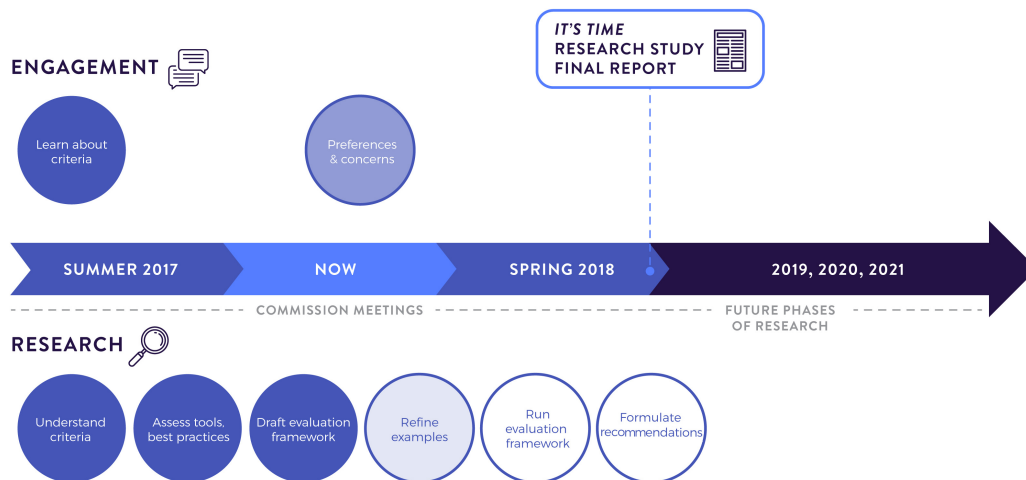 IT'S TIME
RESEARCH STUDY
FINAL REPORT
ENGAGEMENT
Learn about
criteria
Preferences
& concerns
SUMMER 2017
NOW
SPRING 2018
2019, 2020, 2021
COMMISSION MEETINGS
FUTURE PHASES
OF RESEARCH
RESEARCH
Understand
criteria
Assess tools,
best practices
Draft evaluation
framework
Refine
examples
Run
evaluation
framework
Formulate
recommendations